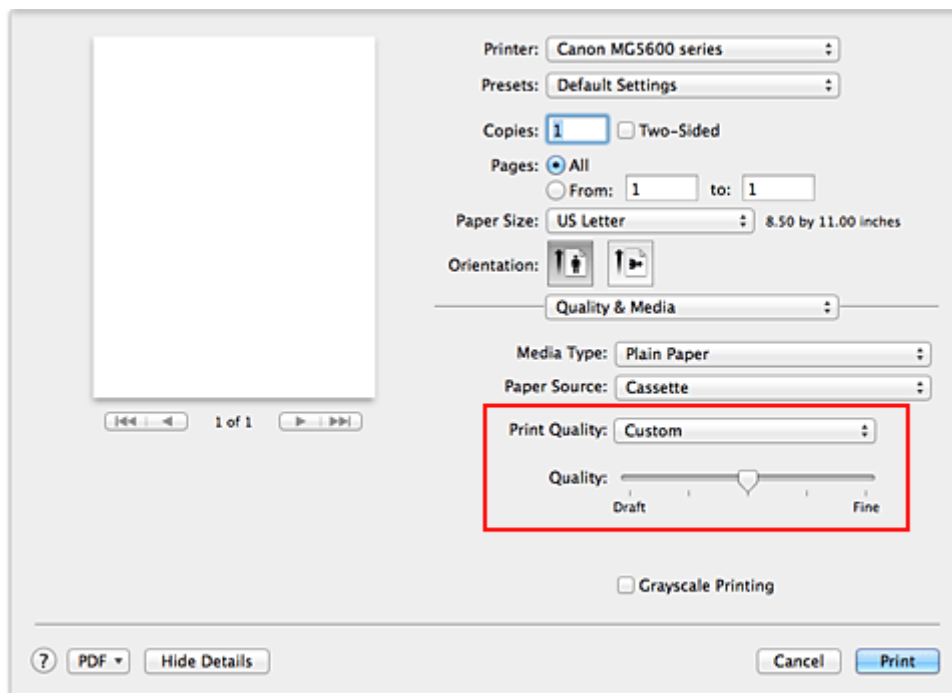 Printer: Canon MG5600 series
Presets: Default Settings
Copies: 1 Two-Sided
Pages: All
From: 1 to: 1
Paper Size: US Letter 8.50 by 11.00 inches
Orientation:
Quality & Media
Media Type: Plain Paper
Paper Source: Cassette
1 of 1
Print Quality: Custom
Quality:
Draft Fine
Grayscale Printing
? PDF Hide Details Cancel Print